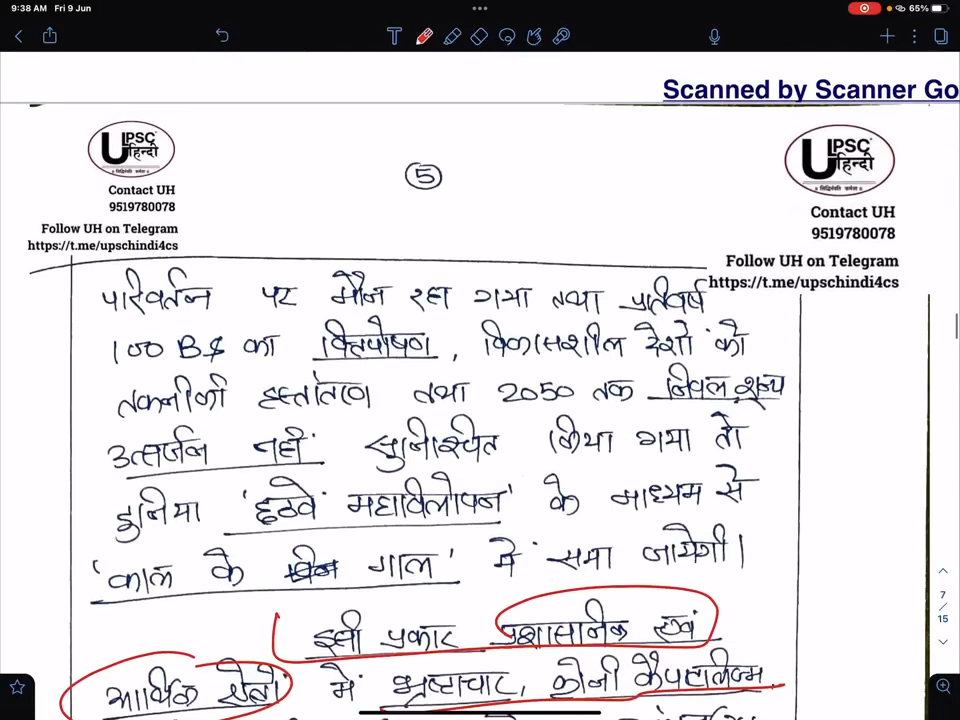 9:38 AM Fri 9 Jun
65%
Scanned by Scanner Go
UPSC
हिन्दी
Contact UH
9519780078
Follow UH on Telegram
https://t.me/upschindi4cs
5
UPSC
हिन्दी
Contact UH
9519780078
Follow UH on Telegram
https://t.me/upschindi4cs
परिवर्तन पर मौन रहा गया तथा प्रतिवर्ष
100 B$ का वित्तपोषण, विकासशील देशों को
तकनीकी हस्तांतरण तथा 2050 तक निवल शून्य
उत्सर्जन नहीं सुनिश्चित किया गया तो
दुनिया 'छठवें महाविलोपन' के माध्यम से
'काल के गाल' में समा जायेगी।
इसी प्रकार प्रशासनिक एवं
आर्थिक क्षेत्रों में भ्रष्टाचार, क्रोनी कैपटालिज्म
7
/
15